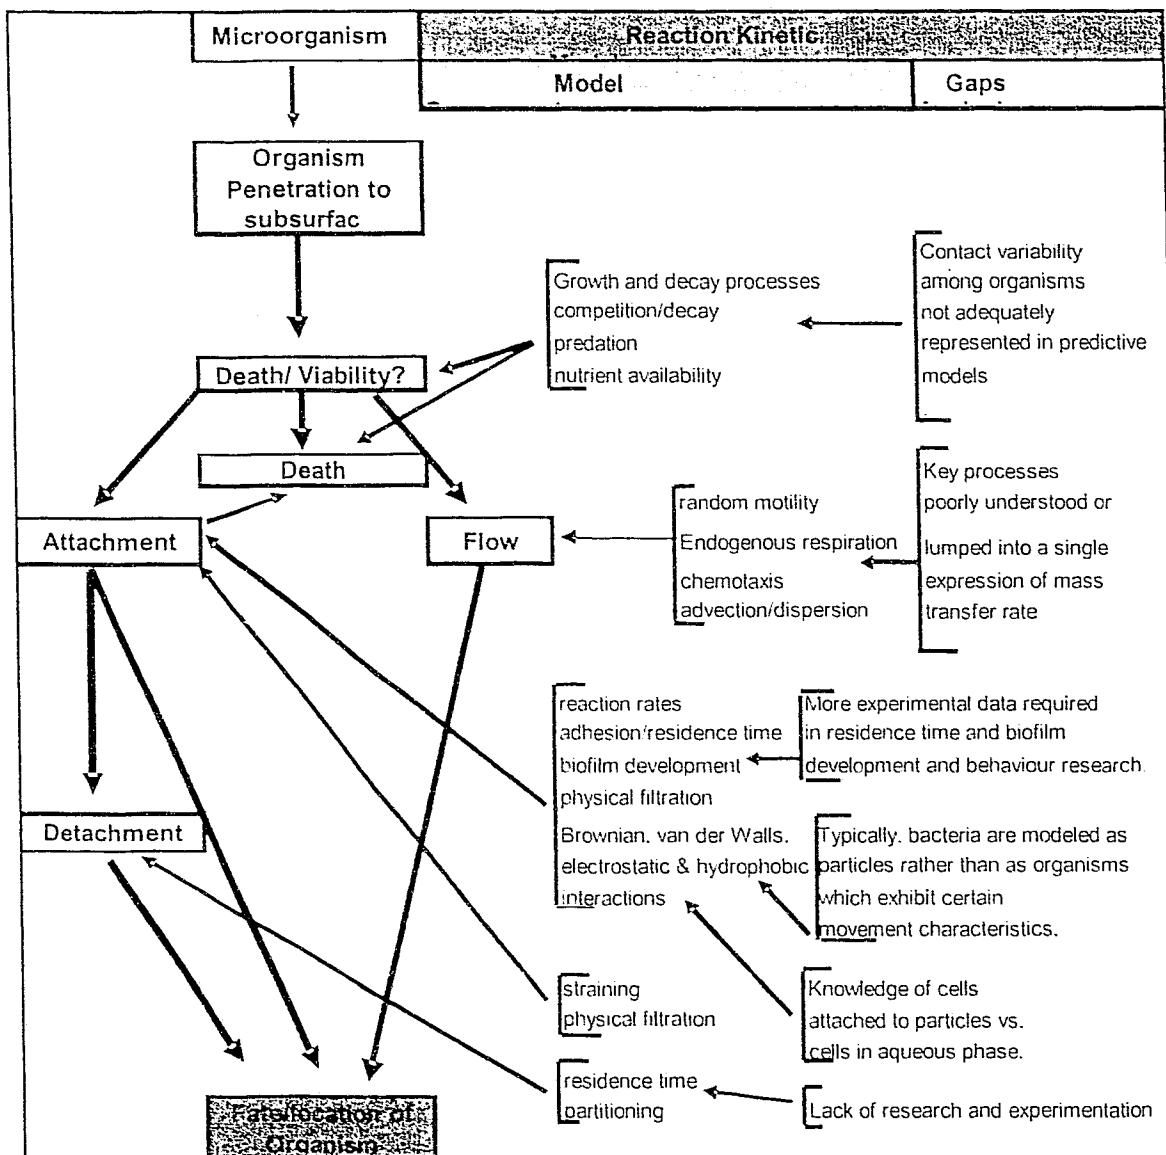 Microorganism
Reaction Kinetic
Model
Gaps
Organism
Penetration to
subsurfac
Contact variability
among organisms
not adequately
represented in predictive
models
Growth and decay processes
competition/decay
predation
nutrient availability
Death/ Viability?
Death
Key processes
poorly understood or
lumped into a single
expression of mass
transfer rate
random motility
Endogenous respiration
chemotaxis
advection/dispersion
Attachment
Flow
reaction rates
adhesion/residence time
biofilm development
physical filtration
Brownian. van der Walls.
electrostatic & hydrophobic
interactions
More experimental data required
in residence time and biofilm
development and behaviour research.
Detachment
Typically. bacteria are modeled as
particles rather than as organisms
which exhibit certain
movement characteristics.
straining
physical filtration
Knowledge of cells
attached to particles vs.
cells in aqueous phase.
residence time
partitioning
Lack of research and experimentation
Fate/location of
Organism